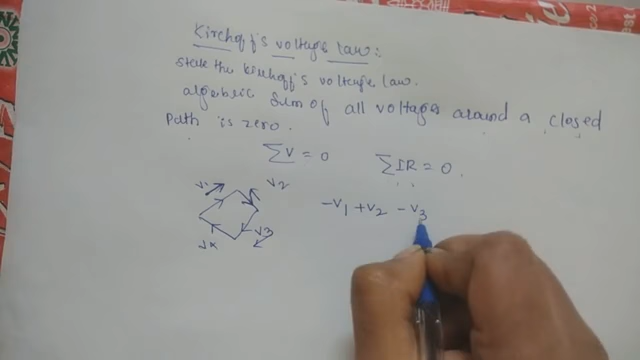 Kirchoff's voltage law:
state the kirchoff's voltage law.
algebric sum of all voltages around a closed
path is zero.
∑V = 0 ∑IR = 0.
V1 V2
-V1 + V2 - V3
V3
V4